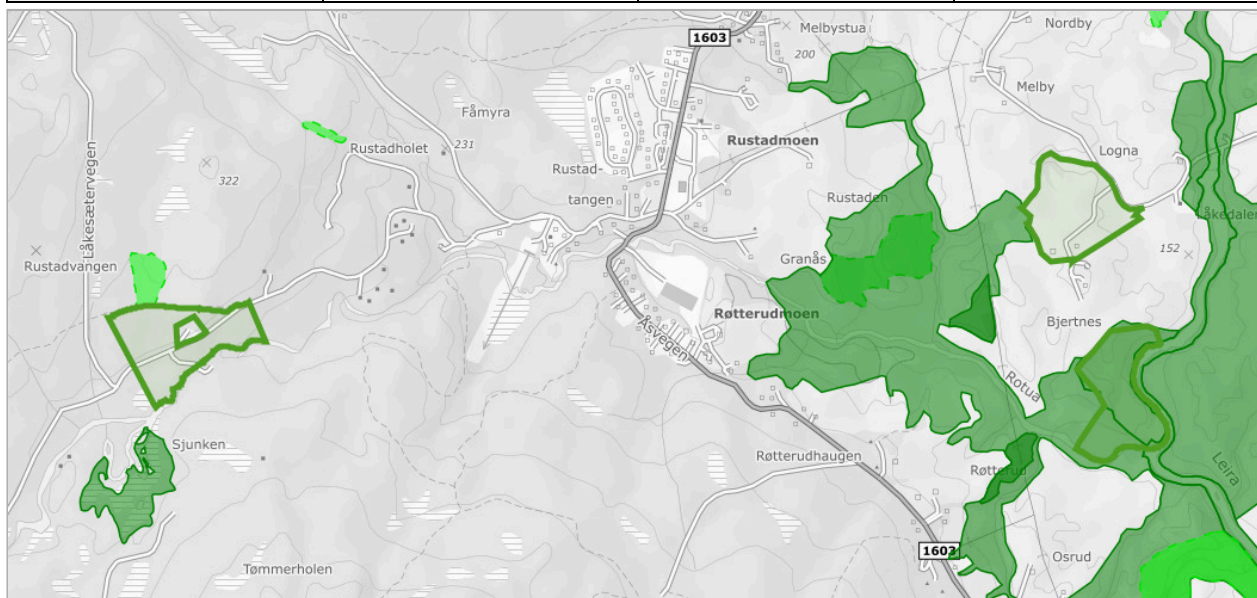 Nordby
Melbystua
1603
200
Melby
Fåmyra
Rustadmoen
Logna
231
Rustadholet
322
Rustad-
tangen
Rustaden
Låkedalen
Låkesætervegen
152
Granås
Rustadvangen
Røtterudmoen
Bjertnes
Åsvegen
Rotua
Sjunken
Røtterudhaugen
Røtterud
Leira
1603
Osrud
Tømmerholen